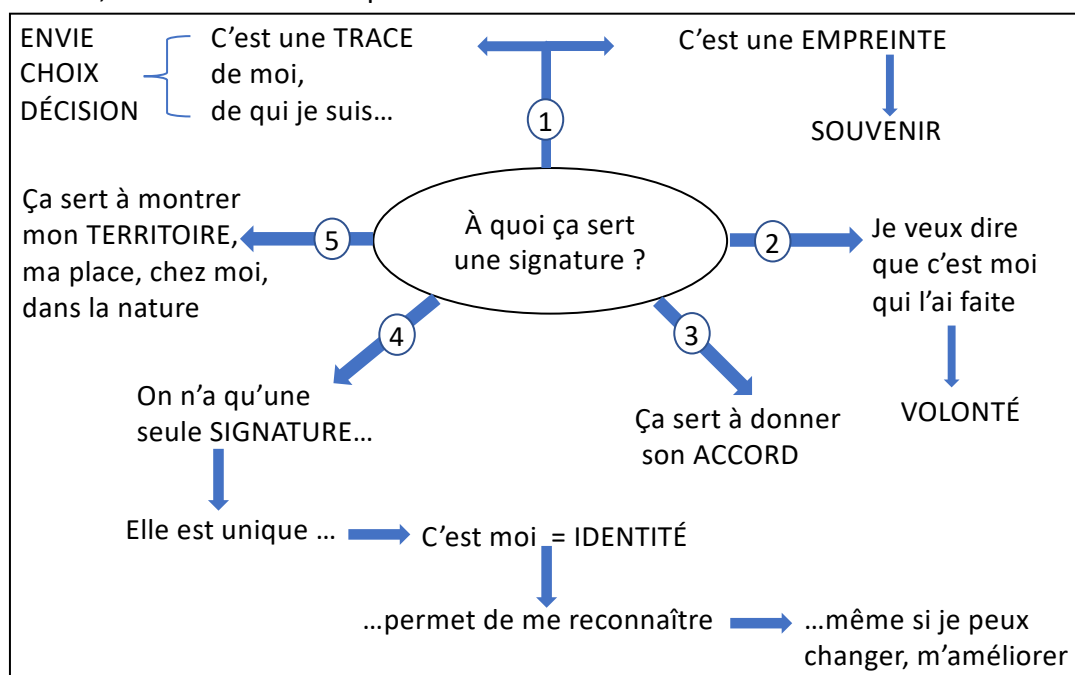 ENVIE
CHOIX
DÉCISION
C’est une TRACE
de moi,
de qui je suis…
C’est une EMPREINTE
SOUVENIR
1
À quoi ça sert
une signature ?
2
Je veux dire
que c’est moi
qui l’ai faite
VOLONTÉ
3
Ça sert à donner
son ACCORD
4
On n’a qu’une
seule SIGNATURE…
Elle est unique …
C’est moi = IDENTITÉ
…permet de me reconnaître
…même si je peux
changer, m’améliorer
5
Ça sert à montrer
mon TERRITOIRE,
ma place, chez moi,
dans la nature